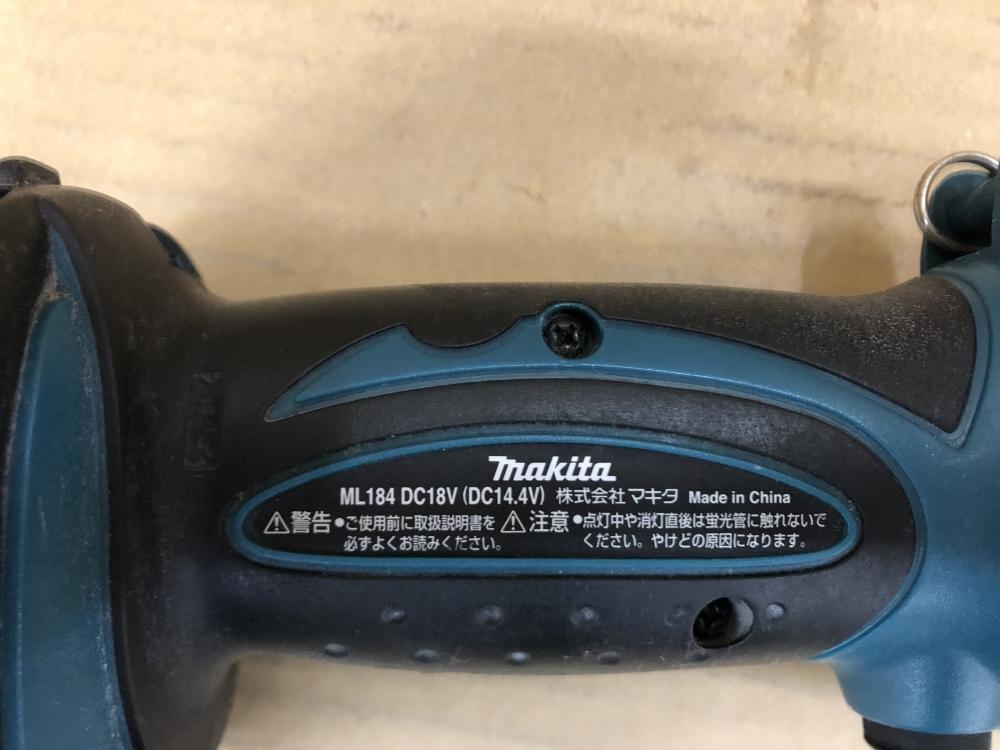 makita
ML184 DC18V (DC14.4V) 株式会社マキタ Made in China
⚠警告 •ご使用前に取扱説明書を必ずよくお読みください。
⚠注意 •点灯中や消灯直後は蛍光管に触れないでください。やけどの原因になります。